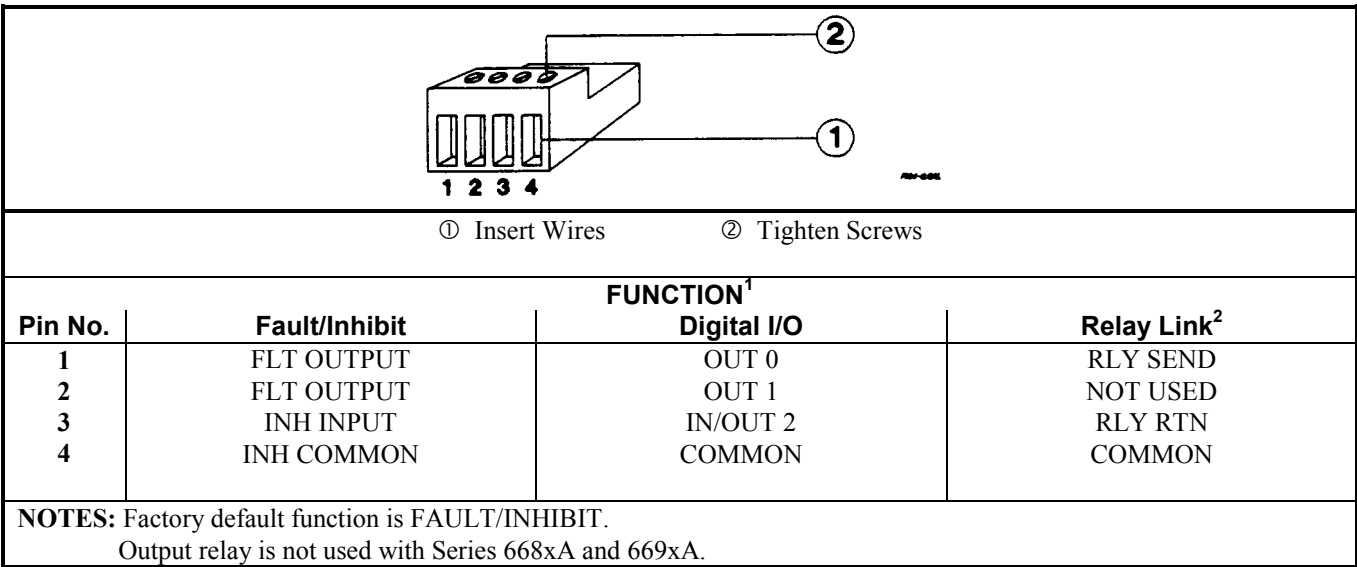 2
1
1 2 3 4
① Insert Wires ② Tighten Screws
FUNCTION1
Pin No. Fault/Inhibit Digital I/O Relay Link2
1 FLT OUTPUT OUT 0 RLY SEND
2 FLT OUTPUT OUT 1 NOT USED
3 INH INPUT IN/OUT 2 RLY RTN
4 INH COMMON COMMON COMMON
NOTES: Factory default function is FAULT/INHIBIT.
Output relay is not used with Series 668xA and 669xA.